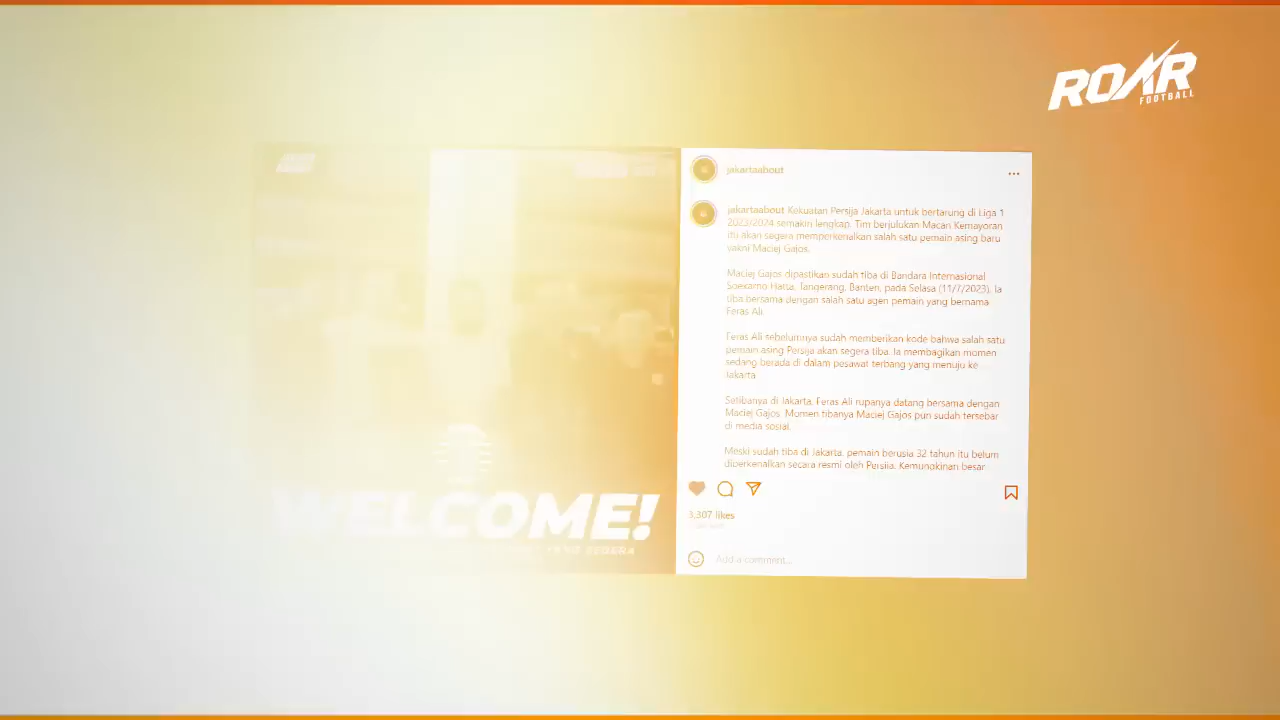 ROAR
FOOTBALL
jakartaabout
jakartaabout Kekuatan Persija Jakarta untuk bertarung di Liga 1
2023/2024 semakin lengkap. Tim berjulukan Macan Kemayoran
itu akan segera memperkenalkan salah satu pemain asing baru
yakni Maciej Gajos.
Maciej Gajos dipastikan sudah tiba di Bandara Internasional
Soekarno Hatta, Tangerang, Banten, pada Selasa (11/7/2023). Ia
tiba bersama dengan salah satu agen pemain yang bernama
Feras Ali.
Feras Ali sebelumnya sudah memberikan kode bahwa salah satu
pemain asing Persija akan segera tiba. Ia membagikan momen
sedang berada di dalam pesawat terbang yang menuju ke
Jakarta.
Setibanya di Jakarta, Feras Ali rupanya datang bersama dengan
Maciej Gajos. Momen tibanya Maciej Gajos pun sudah tersebar
di media sosial.
Meski sudah tiba di Jakarta, pemain berusia 32 tahun itu belum
diperkenalkan secara resmi oleh Persija. Kemungkinan besar
3,307 likes
Add a comment...
WELCOME!
YANG SEGERA